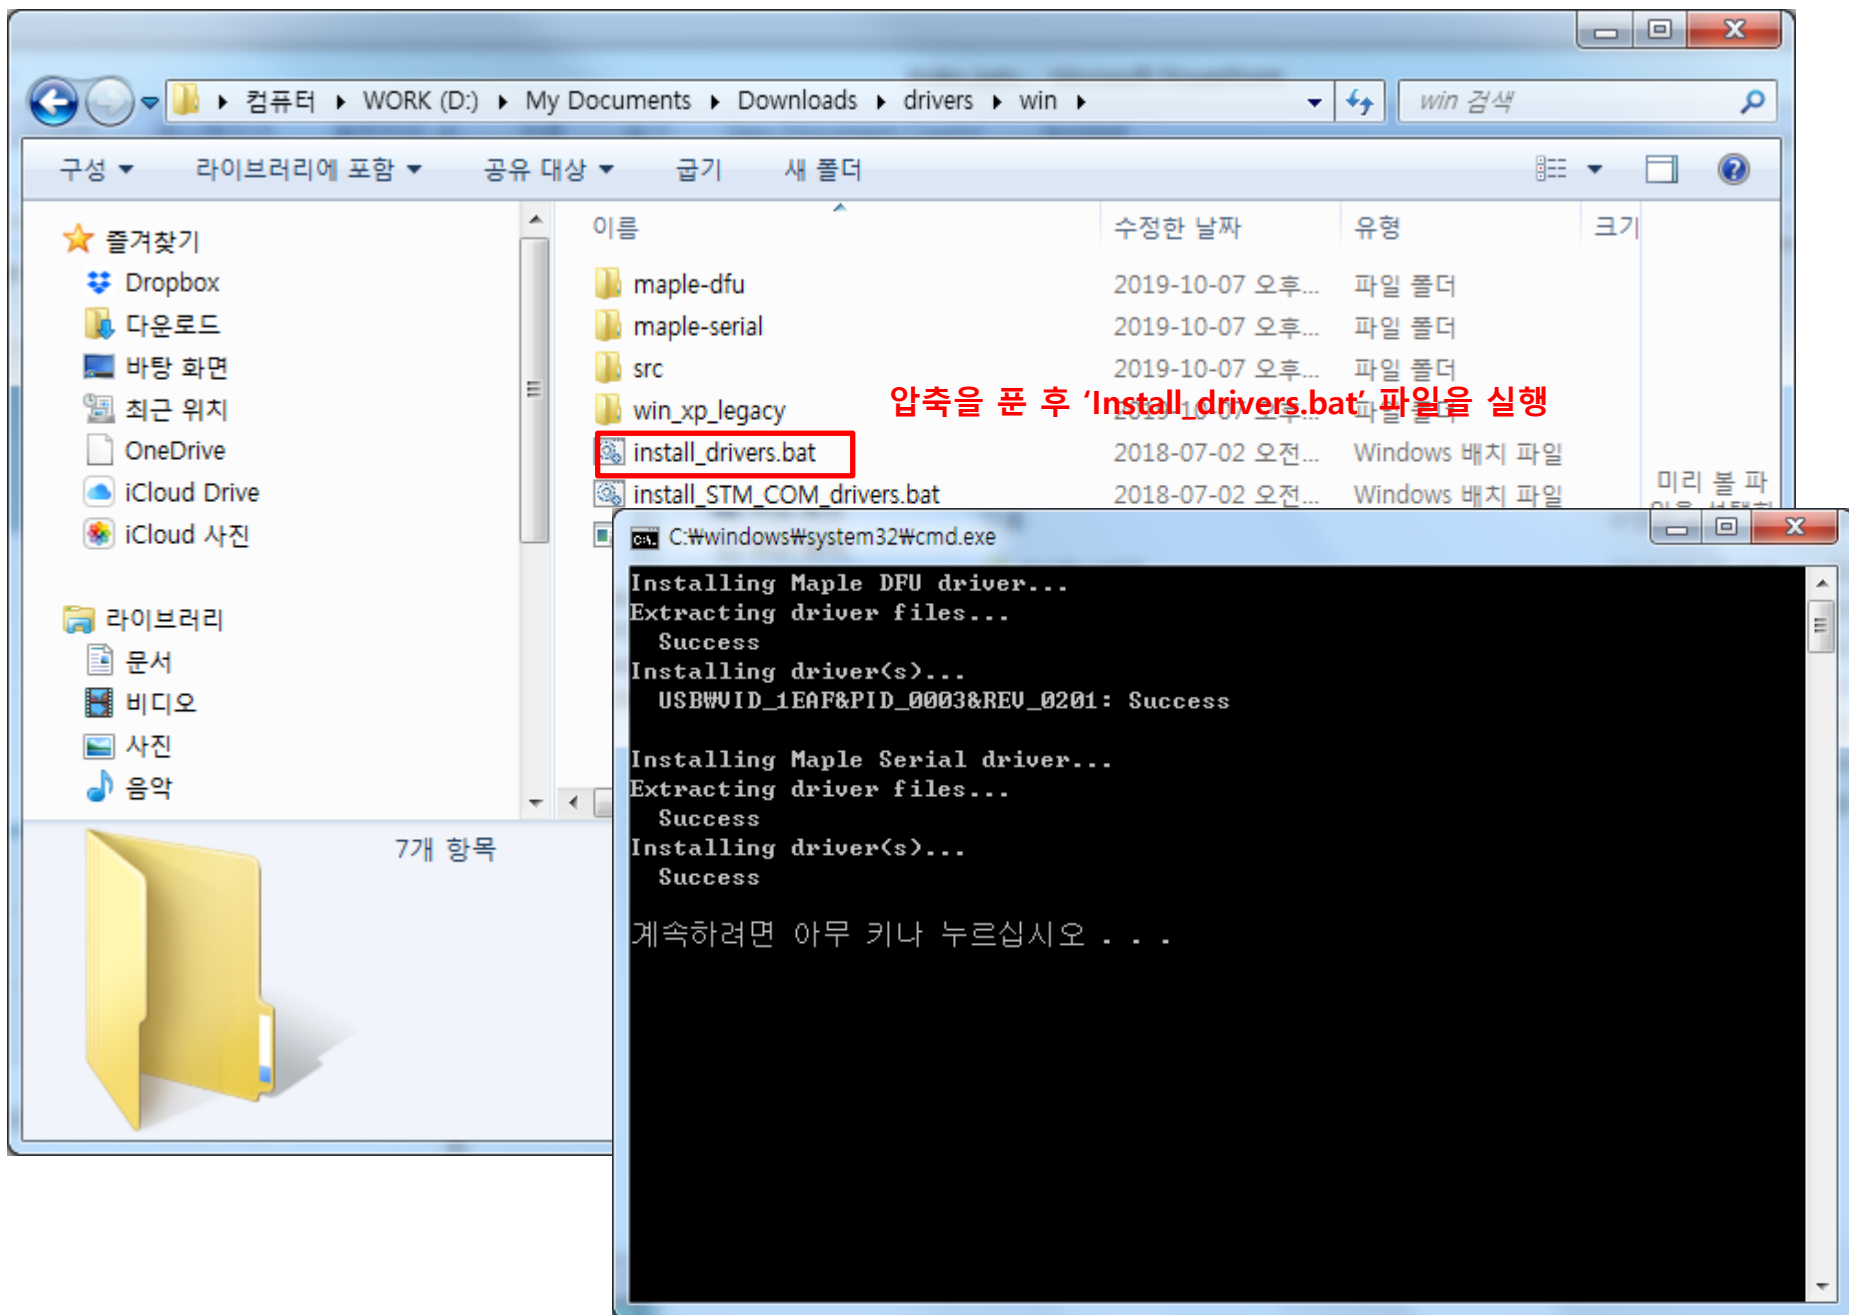 컴퓨터 ▸ WORK (D:) ▸ My Documents ▸ Downloads ▸ drivers ▸ win ▸
win 검색
구성 라이브러리에 포함 공유 대상 굽기 새 폴더
즐겨찾기
Dropbox
다운로드
바탕 화면
최근 위치
OneDrive
iCloud Drive
iCloud 사진
라이브러리
문서
비디오
사진
음악
이름 수정한 날짜 유형 크기
maple-dfu 2019-10-07 오후... 파일 폴더
maple-serial 2019-10-07 오후... 파일 폴더
src 2019-10-07 오후... 파일 폴더
압축을 푼 후 ‘Install_drivers.bat’ 파일을 실행
win_xp_legacy 2019-10-07 오후... 파일 폴더
install_drivers.bat 2018-07-02 오전... Windows 배치 파일
install_STM_COM_drivers.bat 2018-07-02 오전... Windows 배치 파일
미리 볼 파
7개 항목
C:₩windows₩system32₩cmd.exe
Installing Maple DFU driver...
Extracting driver files...
Success
Installing driver(s)...
USB₩VID_1EAF&PID_0003&REV_0201: Success
Installing Maple Serial driver...
Extracting driver files...
Success
Installing driver(s)...
Success
계속하려면 아무 키나 누르십시오 . . .